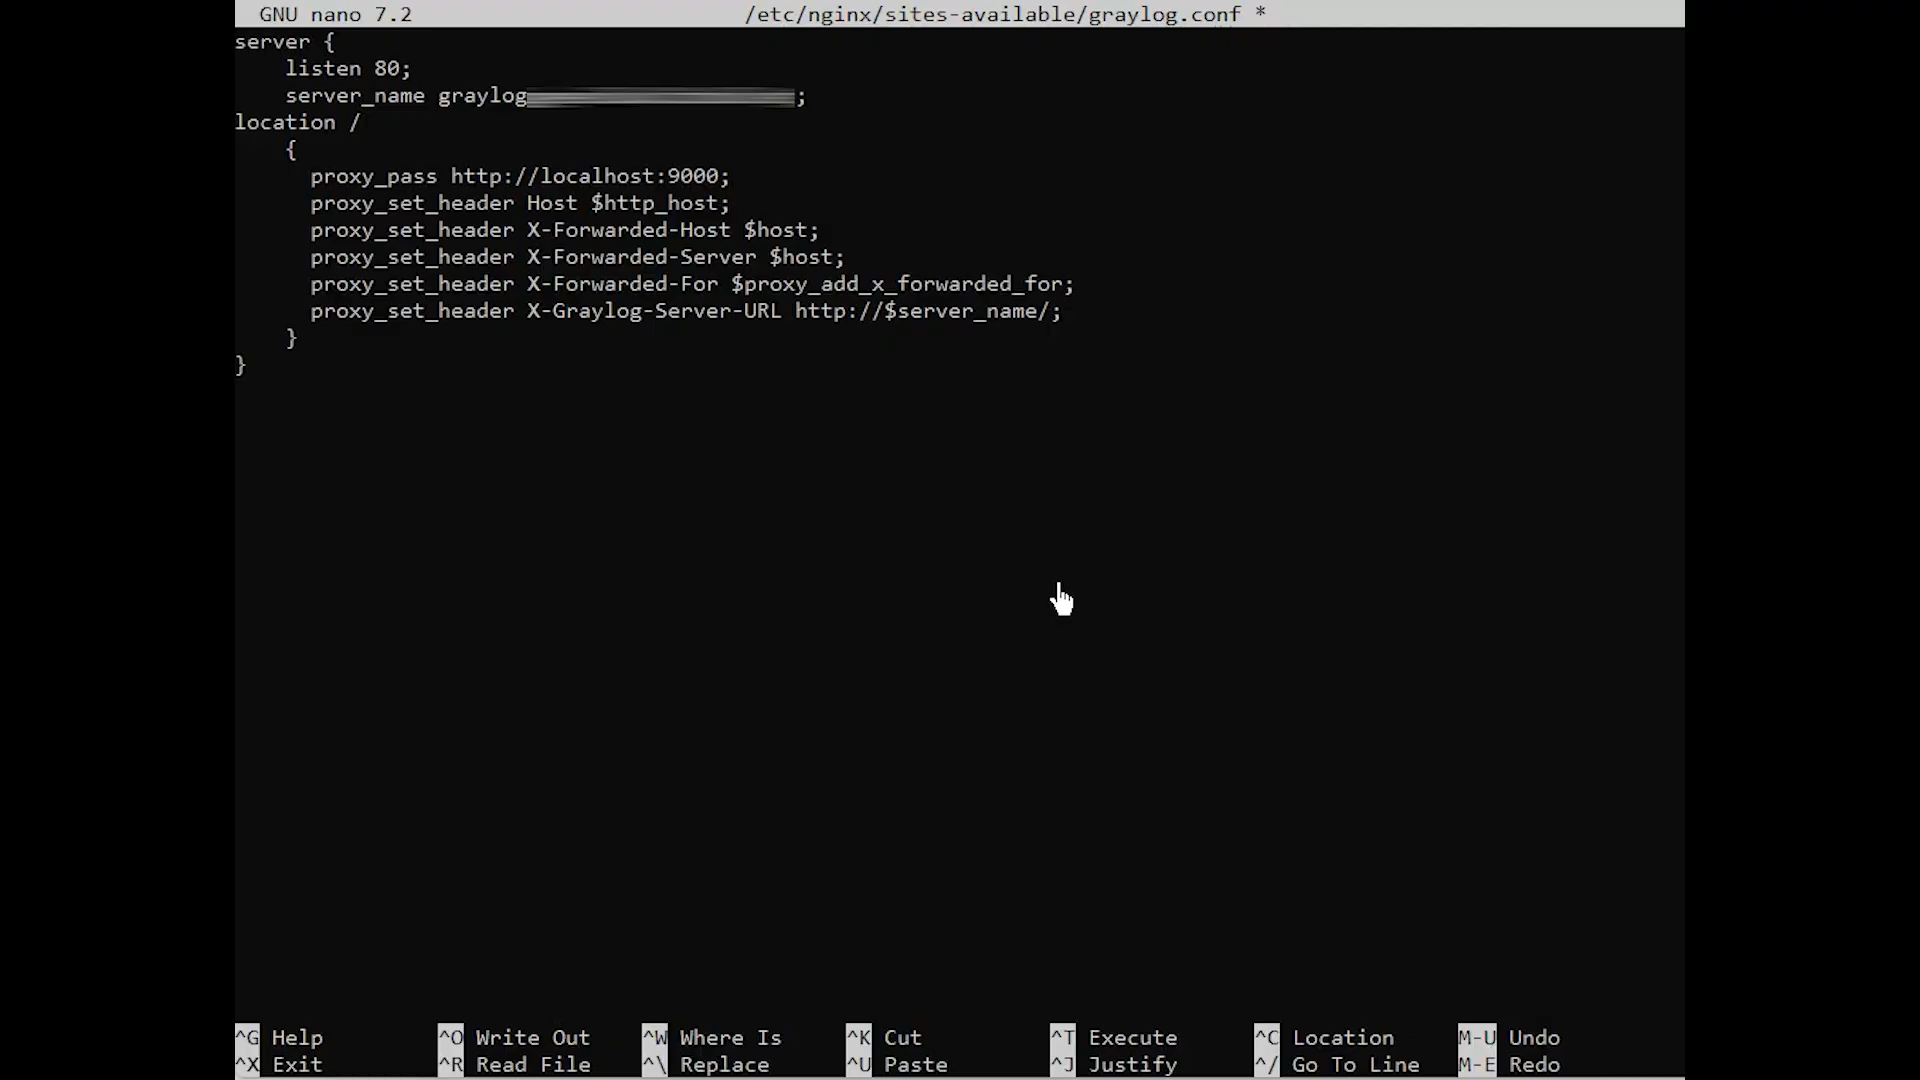 GNU nano 7.2 /etc/nginx/sites-available/graylog.conf *
server {
    listen 80;
    server_name graylog ;
location /
    {
      proxy_pass http://localhost:9000;
      proxy_set_header Host $http_host;
      proxy_set_header X-Forwarded-Host $host;
      proxy_set_header X-Forwarded-Server $host;
      proxy_set_header X-Forwarded-For $proxy_add_x_forwarded_for;
      proxy_set_header X-Graylog-Server-URL http://$server_name/;
    }
}
^G Help ^O Write Out ^W Where Is ^K Cut ^T Execute ^C Location M-U Undo
^X Exit ^R Read File ^\ Replace ^U Paste ^J Justify ^/ Go To Line M-E Redo